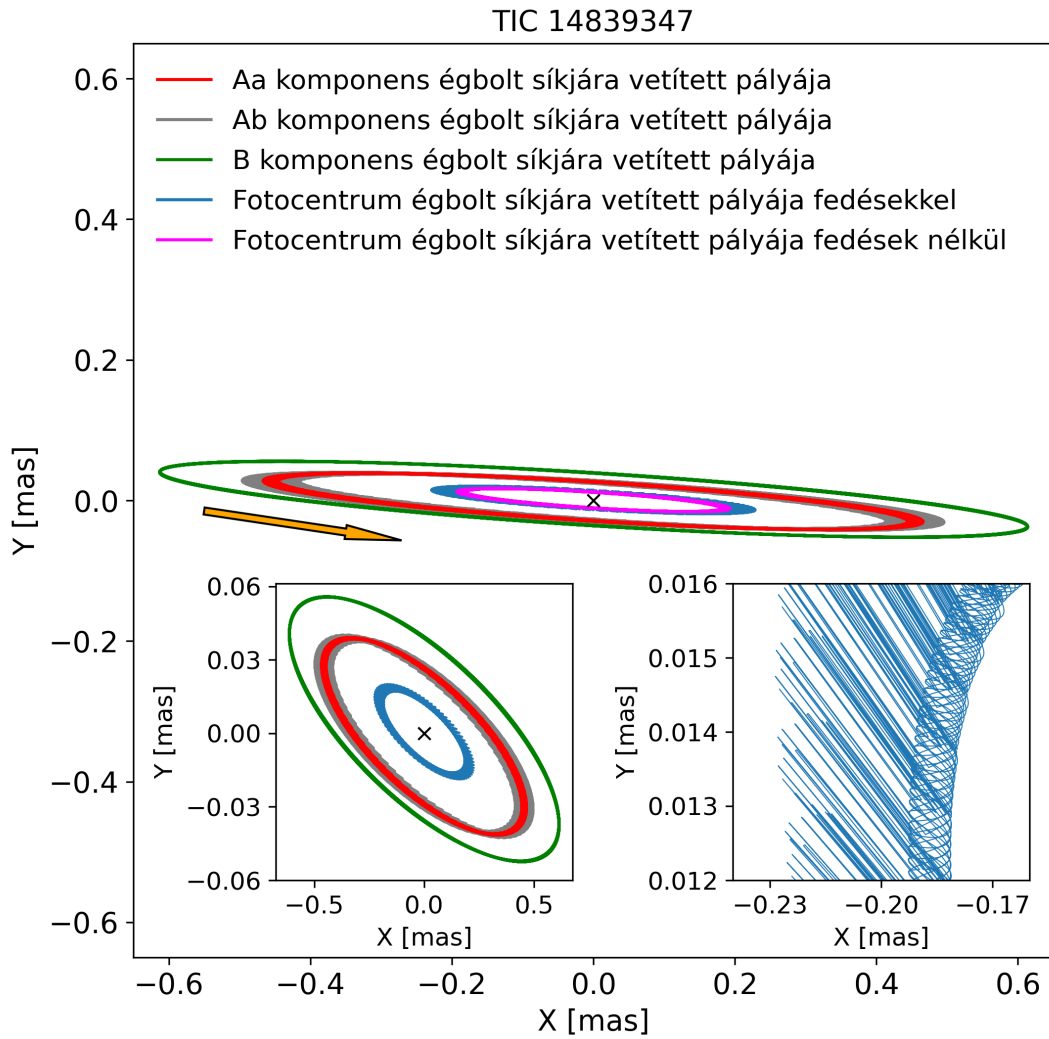 TIC 14839347
Aa komponens égbolt síkjára vetített pályája
Ab komponens égbolt síkjára vetített pályája
B komponens égbolt síkjára vetített pályája
Fotocentrum égbolt síkjára vetített pályája fedésekkel
Fotocentrum égbolt síkjára vetített pályája fedések nélkül
0.6
0.4
0.2
0.0
−0.2
−0.4
−0.6
Y [mas]
−0.6 −0.4 −0.2 0.0 0.2 0.4 0.6
X [mas]
0.06
0.03
0.00
−0.03
−0.06
Y [mas]
−0.5 0.0 0.5
X [mas]
0.016
0.015
0.014
0.013
0.012
Y [mas]
−0.23 −0.20 −0.17
X [mas]